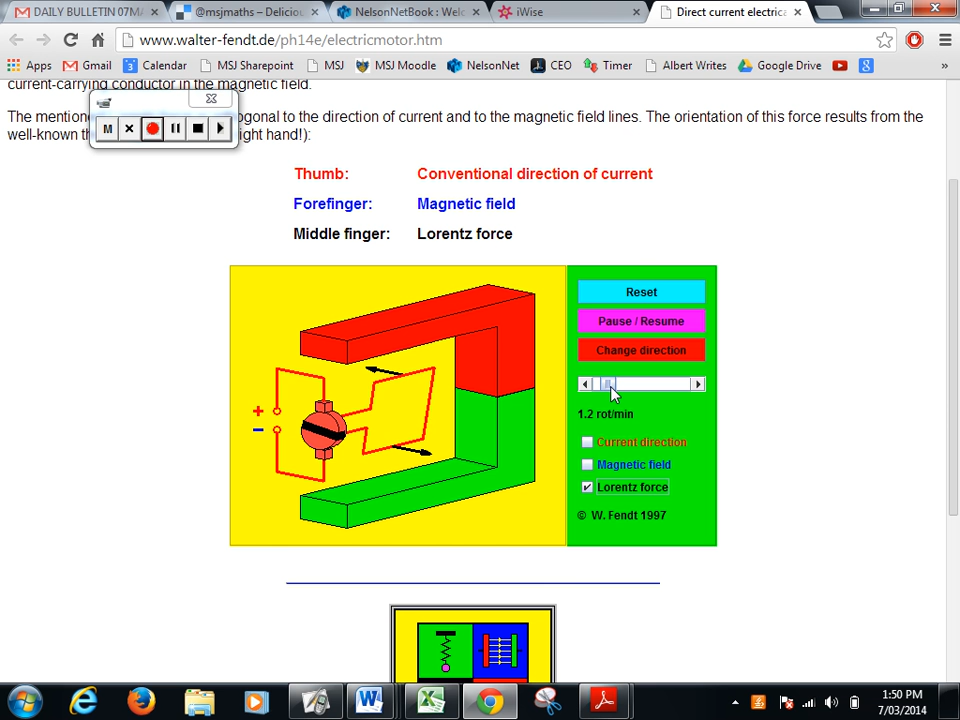 DAILY BULLETIN 07MA
@msjmaths – Deliciou
NelsonNetBook : Welc
iWise
Direct current electrica
www.walter-fendt.de/ph14e/electricmotor.htm
Apps
Gmail
3 Calendar
MSJ Sharepoint
MSJ
MSJ Moodle
NelsonNet
CEO
Timer
Albert Writes
Google Drive
8
»
current-carrying conductor in the magnetic field.
The mentione
ogonal to the direction of current and to the magnetic field lines. The orientation of this force results from the
well-known th
ight hand!):
M
Thumb: Conventional direction of current
Forefinger: Magnetic field
Middle finger: Lorentz force
Reset
Pause / Resume
Change direction
1.2 rot/min
Current direction
Magnetic field
Lorentz force
© W. Fendt 1997
+
−
1:50 PM
7/03/2014